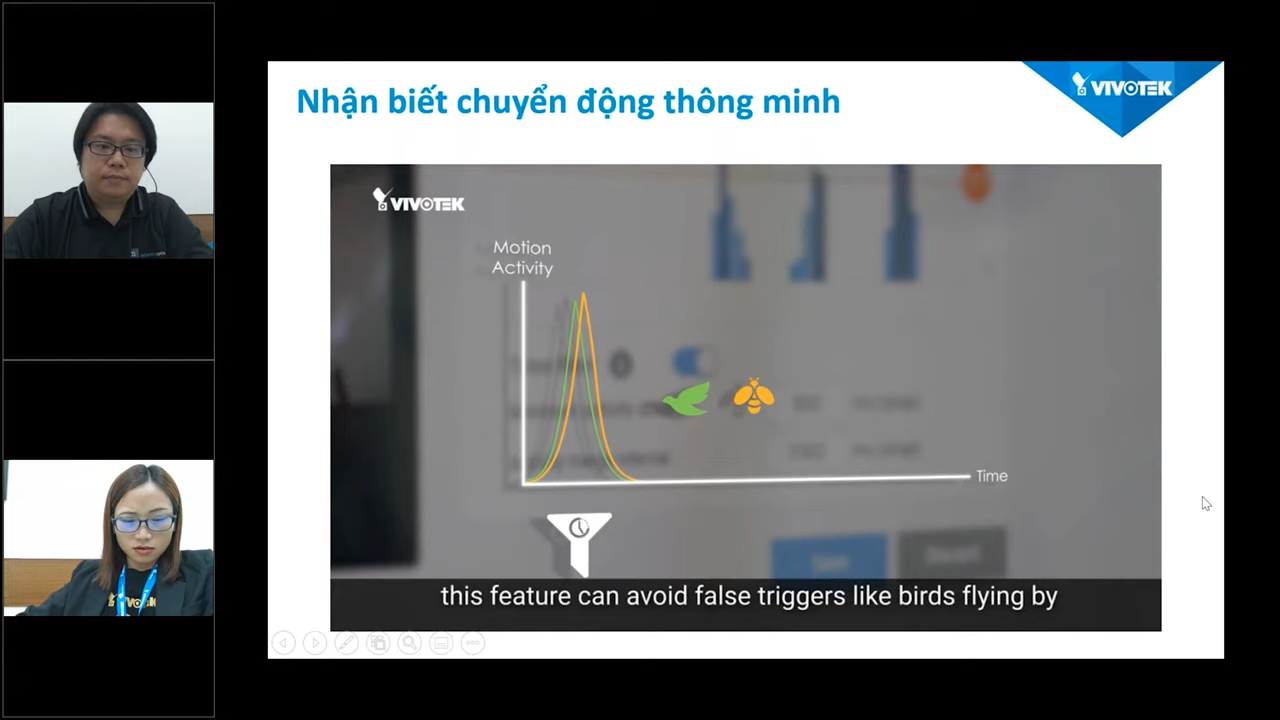 Nhận biết chuyển động thông minh
VIVOTEK
VIVOTEK
Motion
Activity
Time
this feature can avoid false triggers like birds flying by